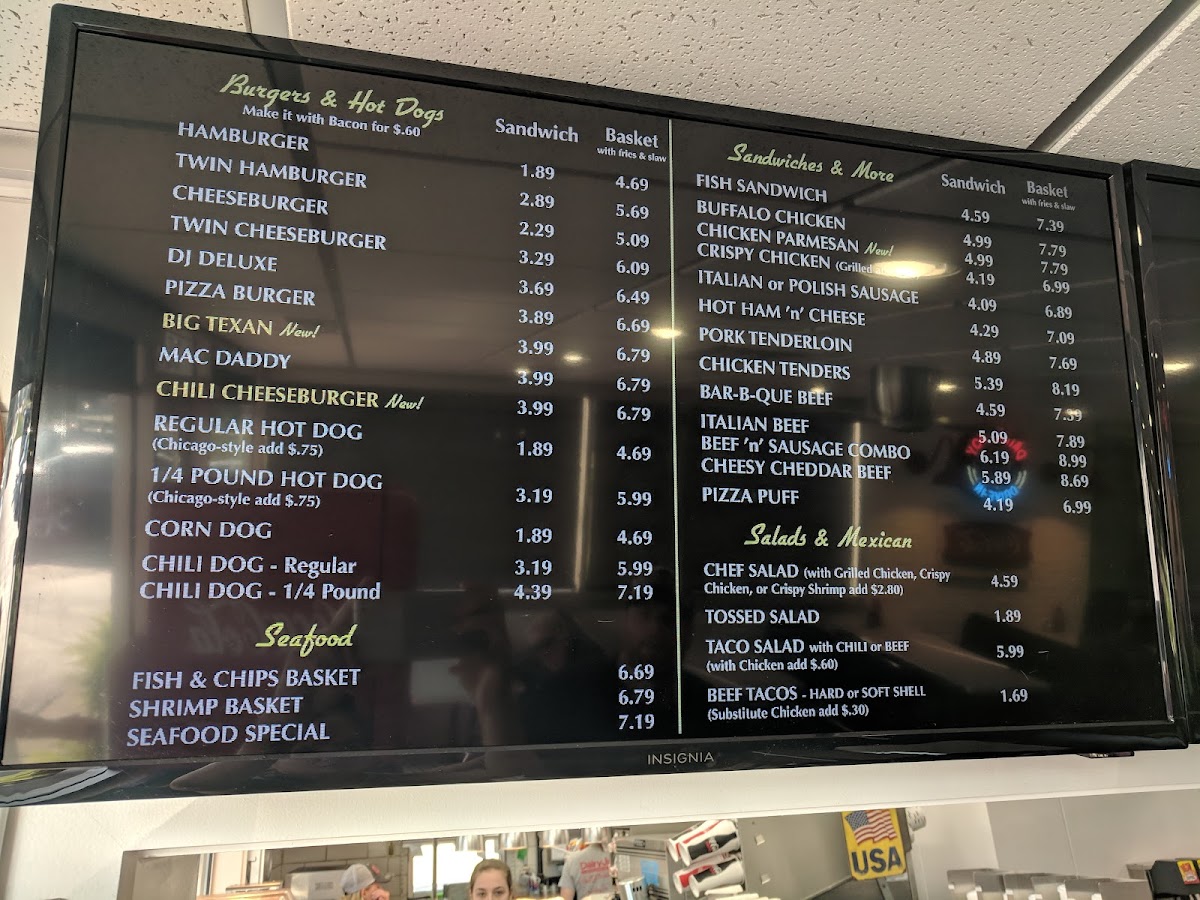 Burgers & Hot Dogs
Make it with Bacon for $.60
Sandwich Basket
with fries & slaw
HAMBURGER 1.89 4.69
TWIN HAMBURGER 2.89 5.69
CHEESEBURGER 2.29 5.09
TWIN CHEESEBURGER 3.29 6.09
DJ DELUXE 3.69 6.49
PIZZA BURGER 3.89 6.69
BIG TEXAN New! 3.99 6.79
MAC DADDY 3.99 6.79
CHILI CHEESEBURGER New! 3.99 6.79
REGULAR HOT DOG 1.89 4.69
(Chicago-style add $.75)
1/4 POUND HOT DOG 3.19 5.99
(Chicago-style add $.75)
CORN DOG 1.89 4.69
CHILI DOG - Regular 3.19 5.99
CHILI DOG - 1/4 Pound 4.39 7.19
Seafood
FISH & CHIPS BASKET 6.69
SHRIMP BASKET 6.79
SEAFOOD SPECIAL 7.19
Sandwiches & More
Sandwich Basket
with fries & slaw
FISH SANDWICH 4.59 7.39
BUFFALO CHICKEN 4.99 7.79
CHICKEN PARMESAN New! 4.99 7.79
CRISPY CHICKEN (Grilled 4.19 6.99
ITALIAN or POLISH SAUSAGE 4.09 6.89
HOT HAM 'n' CHEESE 4.29 7.09
PORK TENDERLOIN 4.89 7.69
CHICKEN TENDERS 5.39 8.19
BAR-B-QUE BEEF 4.59
ITALIAN BEEF 5.09 7.89
BEEF 'n' SAUSAGE COMBO 6.19 8.99
CHEESY CHEDDAR BEEF 5.89 8.69
PIZZA PUFF 4.19 6.99
Salads & Mexican
CHEF SALAD (with Grilled Chicken, Crispy 4.59
Chicken, or Crispy Shrimp add $2.80)
TOSSED SALAD 1.89
TACO SALAD with CHILI or BEEF 5.99
(with Chicken add $.60)
BEEF TACOS - HARD or SOFT SHELL 1.69
(Substitute Chicken add $.30)
INSIGNIA
USA